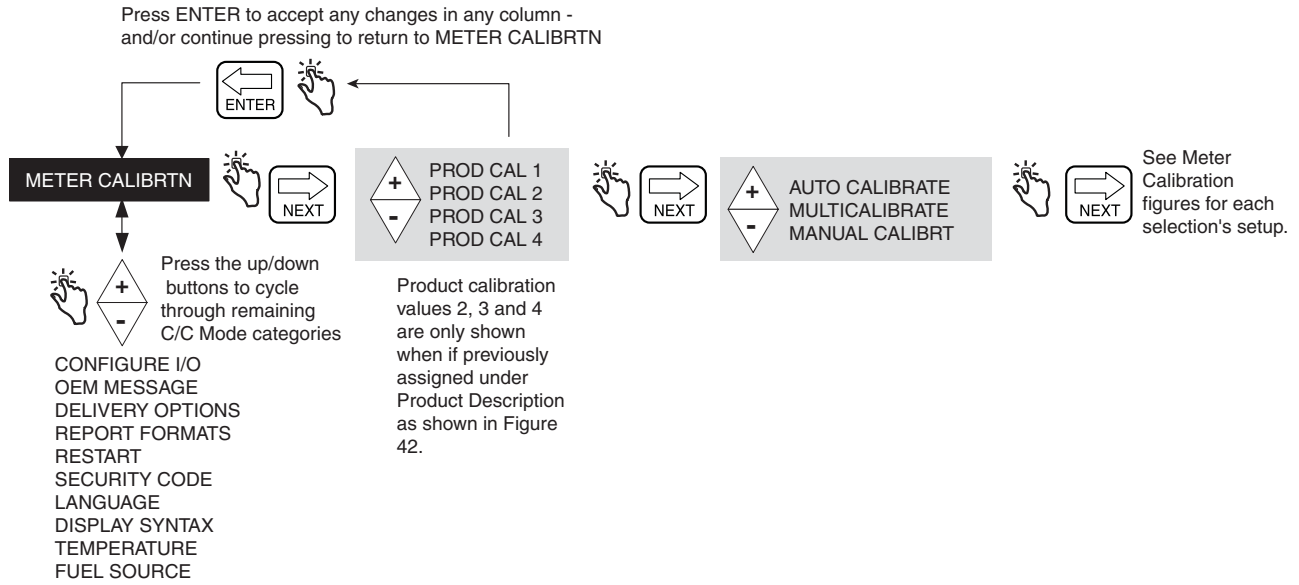 Press ENTER to accept any changes in any column -
and/or continue pressing to return to METER CALIBRTN
ENTER
METER CALIBRTN
NEXT
+
-
PROD CAL 1
PROD CAL 2
PROD CAL 3
PROD CAL 4
NEXT
+
-
AUTO CALIBRATE
MULTICALIBRATE
MANUAL CALIBRT
NEXT
See Meter
Calibration
figures for each
selection's setup.
+
-
Press the up/down
buttons to cycle
through remaining
C/C Mode categories
CONFIGURE I/O
OEM MESSAGE
DELIVERY OPTIONS
REPORT FORMATS
RESTART
SECURITY CODE
LANGUAGE
DISPLAY SYNTAX
TEMPERATURE
FUEL SOURCE
Product calibration
values 2, 3 and 4
are only shown
when if previously
assigned under
Product Description
as shown in Figure
42.